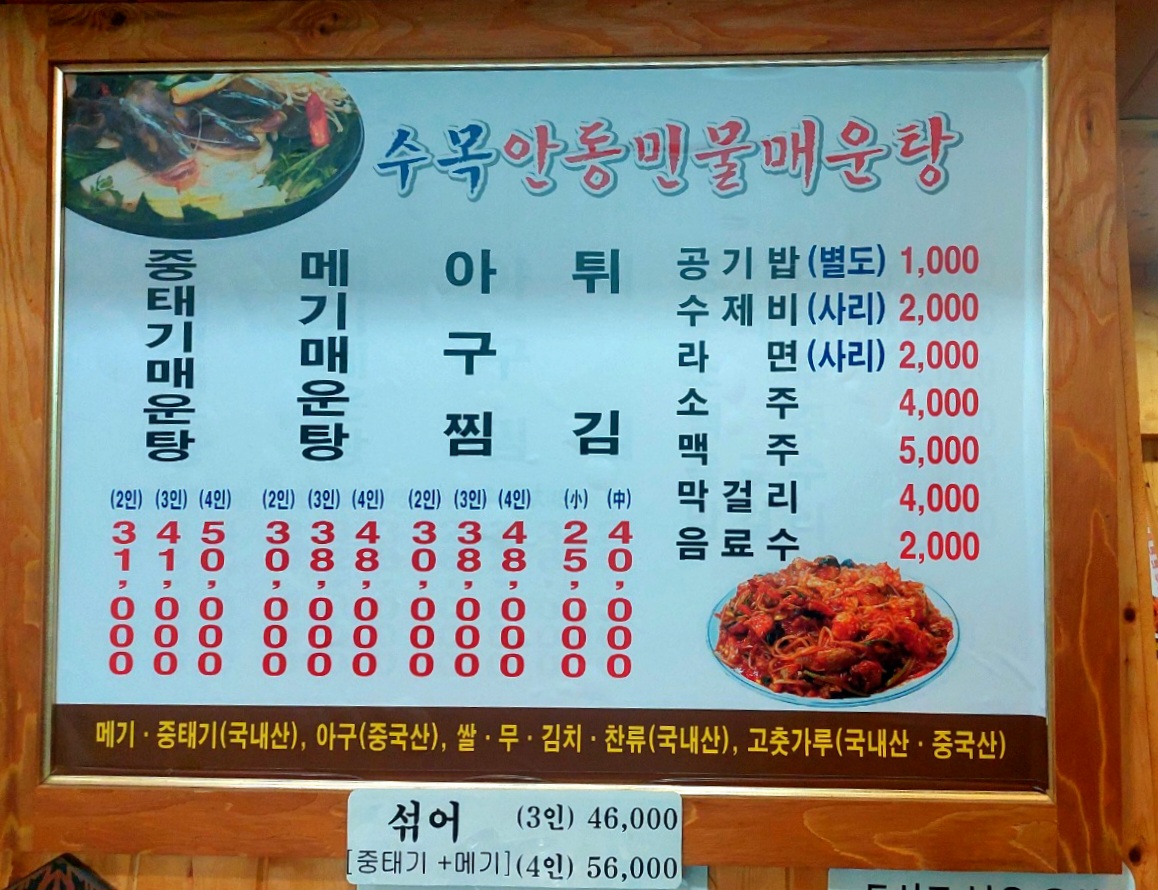 수목안동민물매운탕
중태기매운탕
(2인) (3인) (4인)
31,000 41,000 50,000
메기매운탕
(2인) (3인) (4인)
30,000 38,000 48,000
아구찜
(2인) (3인) (4인)
30,000 38,000 48,000
튀김
(小) (中)
25,000 40,000
공기밥(별도) 1,000
수제비(사리) 2,000
라면(사리) 2,000
소주 4,000
맥주 5,000
막걸리 4,000
음료수 2,000
메기·중태기(국내산), 아구(중국산), 쌀·무·김치·찬류(국내산), 고춧가루(국내산·중국산)
섞어 (3인) 46,000
[중태기+메기] (4인) 56,000